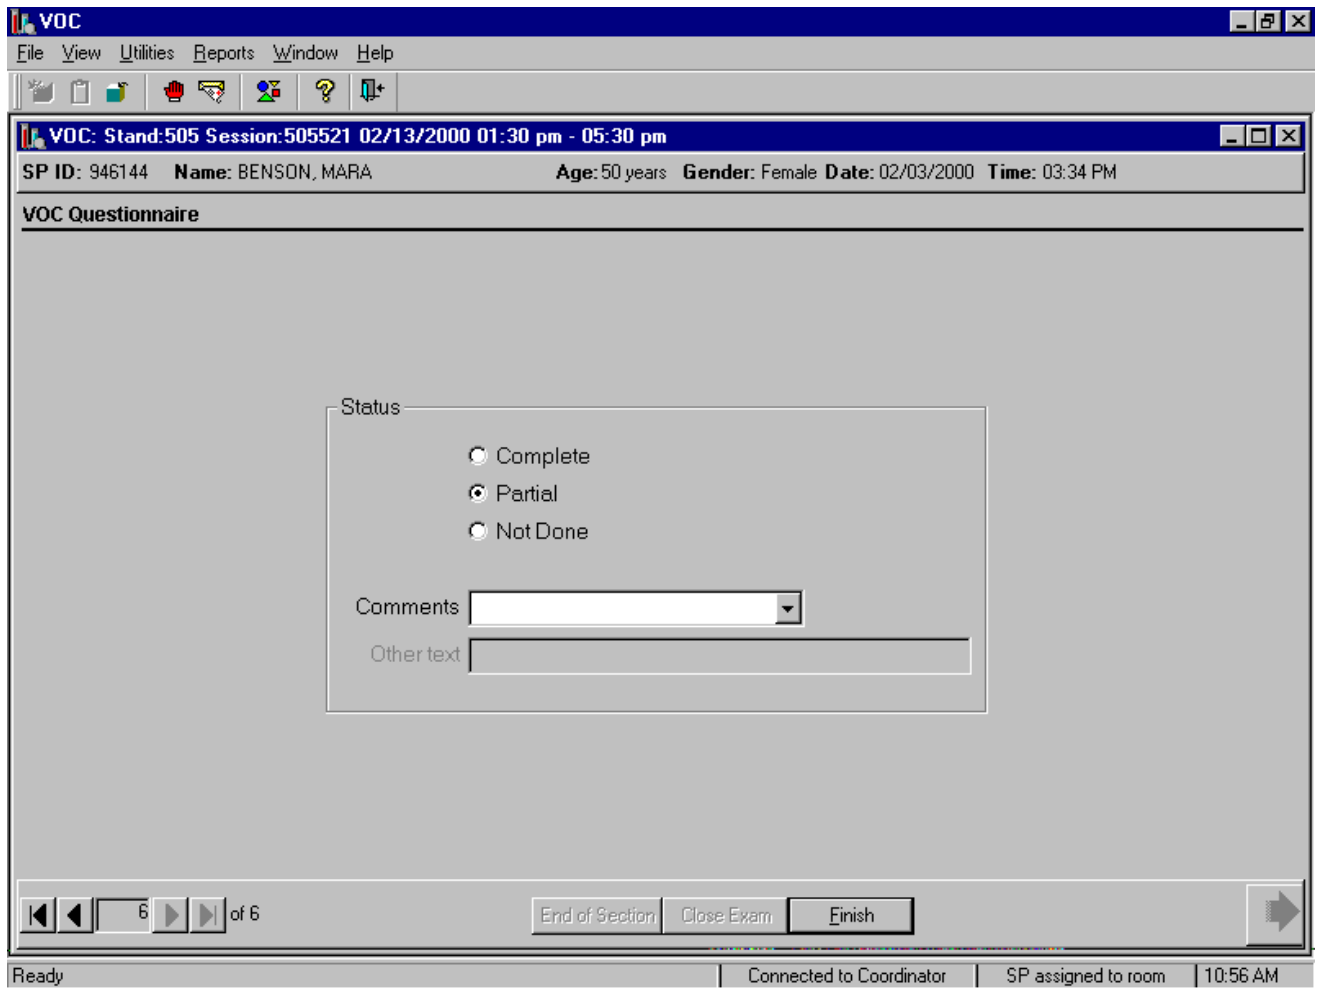 VOC
File View Utilities Reports Window Help
VOC: Stand:505 Session:505521 02/13/2000 01:30 pm - 05:30 pm
SP ID: 946144 Name: BENSON, MARA Age: 50 years Gender: Female Date: 02/03/2000 Time: 03:34 PM
VOC Questionnaire
Status
Complete
Partial
Not Done
Comments
Other text
6 of 6 End of Section Close Exam Finish
Ready Connected to Coordinator SP assigned to room 10:56 AM